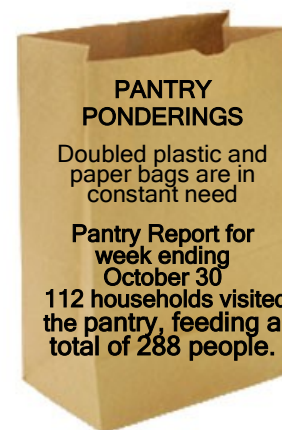 PANTRY
PONDERINGS
Doubled plastic and
paper bags are in
constant need
Pantry Report for
week ending
October 30
112 households visited
the pantry, feeding a
total of 288 people.